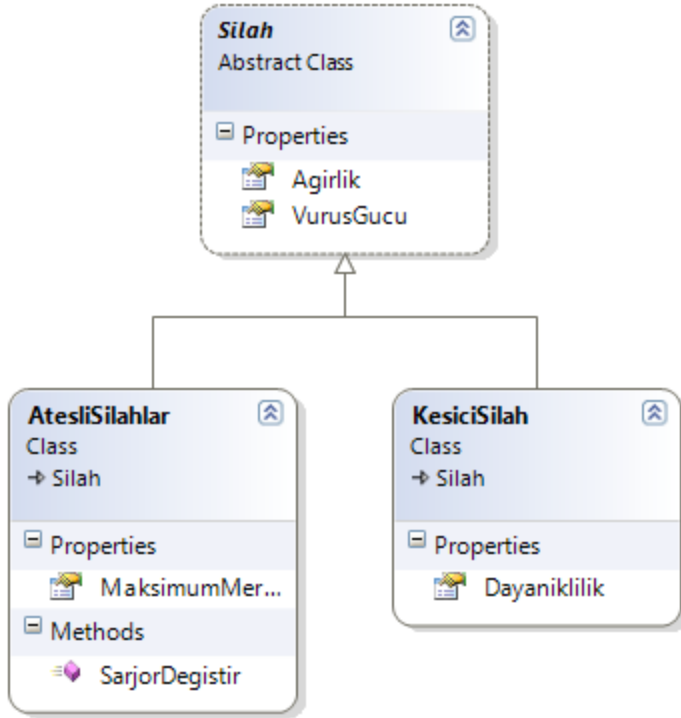 Silah
Abstract Class
Properties
Agirlik
VurusGucu
AtesliSilahlar
Class
Silah
Properties
MaksimumMer...
Methods
SarjorDegistir
KesiciSilah
Class
Silah
Properties
Dayaniklilik